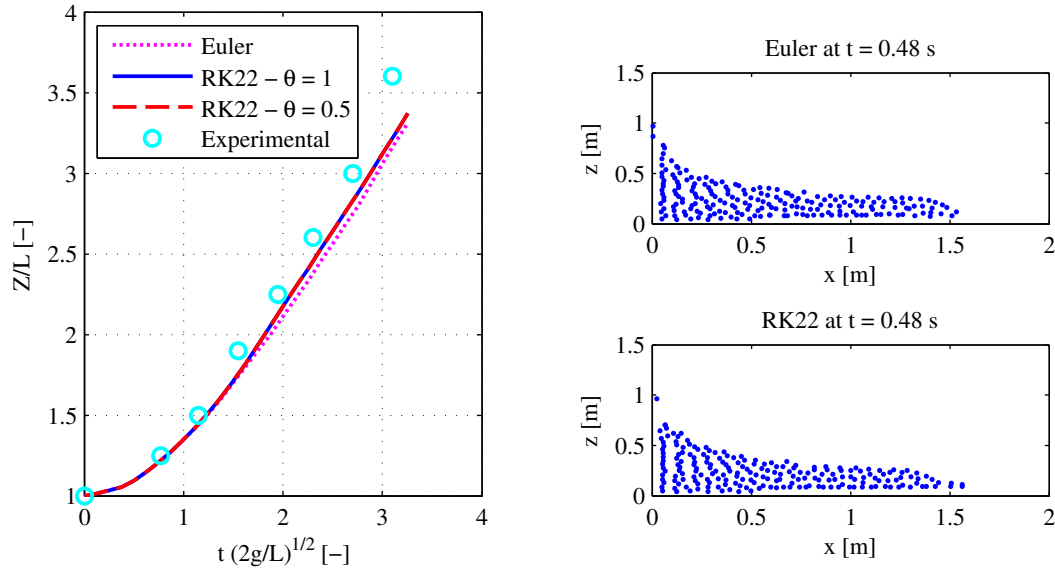 4
3.5
3
2.5
2
1.5
1
Z/L [−]
0
1
2
3
4
t (2g/L)^{1/2} [−]
Euler
RK22 − θ = 1
RK22 − θ = 0.5
Experimental
Euler at t = 0.48 s
1.5
1
0.5
0
z [m]
0
0.5
1
1.5
2
x [m]
RK22 at t = 0.48 s
1.5
1
0.5
0
z [m]
0
0.5
1
1.5
2
x [m]